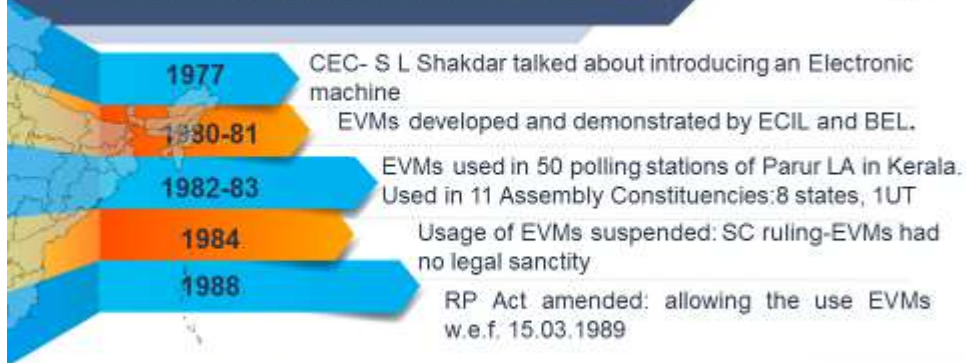 1977
CEC- S L Shakdar talked about introducing an Electronic
machine
1980-81
EVMs developed and demonstrated by ECIL and BEL.
1982-83
EVMs used in 50 polling stations of Parur LA in Kerala.
Used in 11 Assembly Constituencies:8 states, 1UT
1984
Usage of EVMs suspended: SC ruling-EVMs had
no legal sanctity
1988
RP Act amended: allowing the use EVMs
w.e.f. 15.03.1989